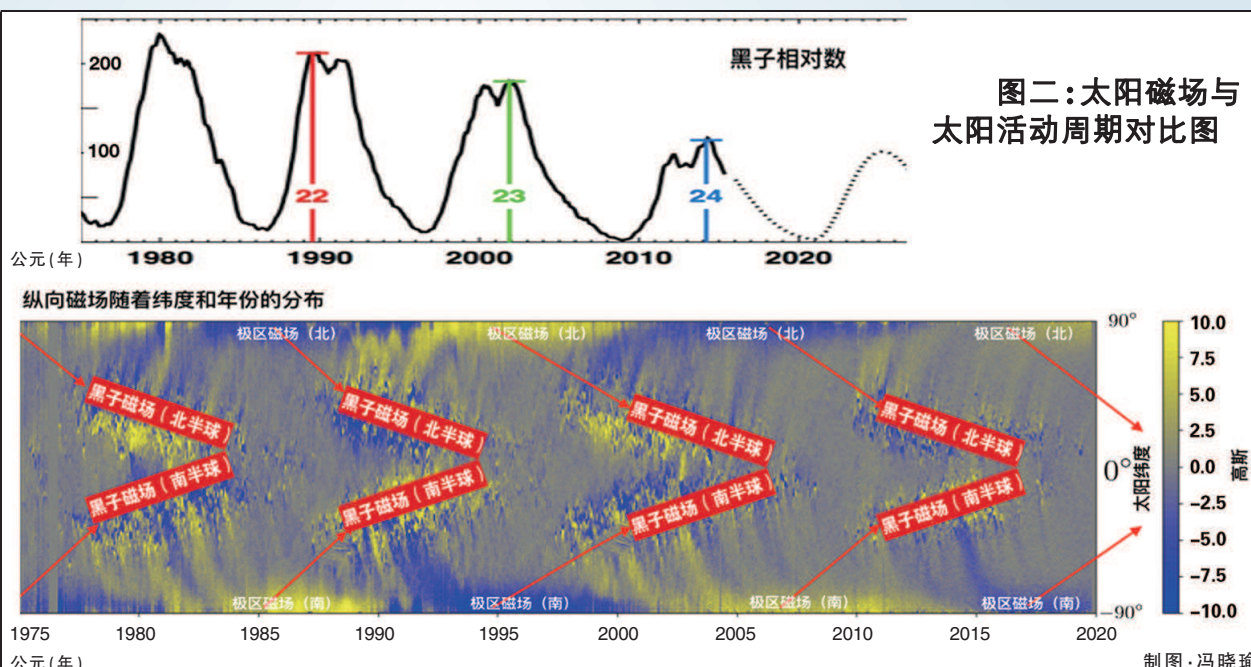 黑子相对数
图二:太阳磁场与
太阳活动周期对比图
200
100
22
23
24
公元(年)
1980 1990 2000 2010 2020
纵向磁场随着纬度和年份的分布
极区磁场(北) 极区磁场(北) 极区磁场(北) 极区磁场(北)
黑子磁场(北半球) 黑子磁场(北半球) 黑子磁场(北半球) 黑子磁场(北半球)
黑子磁场(南半球) 黑子磁场(南半球) 黑子磁场(南半球) 黑子磁场(南半球)
极区磁场(南) 极区磁场(南) 极区磁场(南) 极区磁场(南)
90°
0°
-90°
太阳纬度
10.0
7.5
5.0
2.5
0.0
-2.5
-5.0
-7.5
-10.0
高斯
1975 1980 1985 1990 1995 2000 2005 2010 2015 2020
公元(年)
制图·冯晓瑜